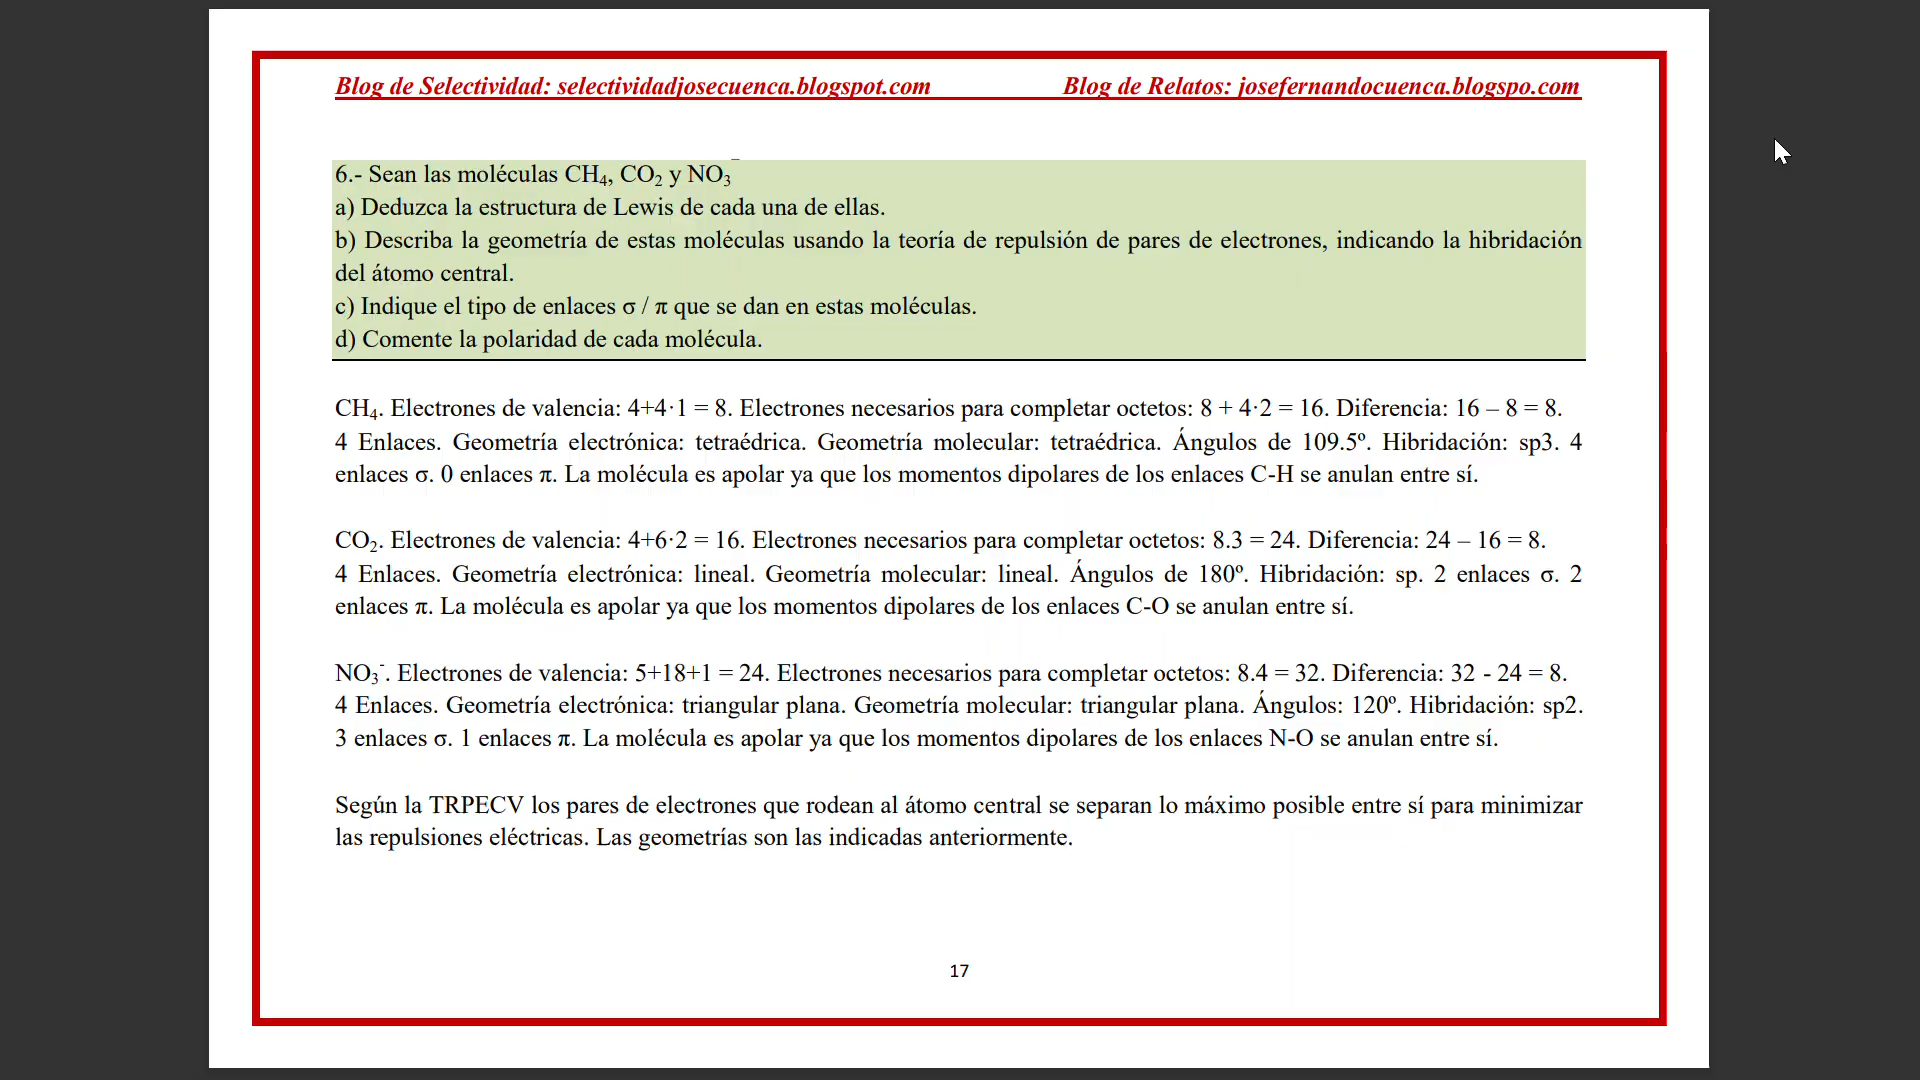 Blog de Selectividad: selectividadjosecuenca.blogspot.com Blog de Relatos: josefernandocuenca.blogspo.com
6.- Sean las moléculas CH₄, CO₂ y NO₃⁻
a) Deduzca la estructura de Lewis de cada una de ellas.
b) Describa la geometría de estas moléculas usando la teoría de repulsión de pares de electrones, indicando la hibridación
del átomo central.
c) Indique el tipo de enlaces σ / π que se dan en estas moléculas.
d) Comente la polaridad de cada molécula.
CH₄. Electrones de valencia: 4+4·1 = 8. Electrones necesarios para completar octetos: 8 + 4·2 = 16. Diferencia: 16 – 8 = 8.
4 Enlaces. Geometría electrónica: tetraédrica. Geometría molecular: tetraédrica. Ángulos de 109.5º. Hibridación: sp3. 4
enlaces σ. 0 enlaces π. La molécula es apolar ya que los momentos dipolares de los enlaces C-H se anulan entre sí.
CO₂. Electrones de valencia: 4+6·2 = 16. Electrones necesarios para completar octetos: 8.3 = 24. Diferencia: 24 – 16 = 8.
4 Enlaces. Geometría electrónica: lineal. Geometría molecular: lineal. Ángulos de 180º. Hibridación: sp. 2 enlaces σ. 2
enlaces π. La molécula es apolar ya que los momentos dipolares de los enlaces C-O se anulan entre sí.
NO₃⁻. Electrones de valencia: 5+18+1 = 24. Electrones necesarios para completar octetos: 8.4 = 32. Diferencia: 32 - 24 = 8.
4 Enlaces. Geometría electrónica: triangular plana. Geometría molecular: triangular plana. Ángulos: 120º. Hibridación: sp2.
3 enlaces σ. 1 enlaces π. La molécula es apolar ya que los momentos dipolares de los enlaces N-O se anulan entre sí.
Según la TRPECV los pares de electrones que rodean al átomo central se separan lo máximo posible entre sí para minimizar
las repulsiones eléctricas. Las geometrías son las indicadas anteriormente.
17